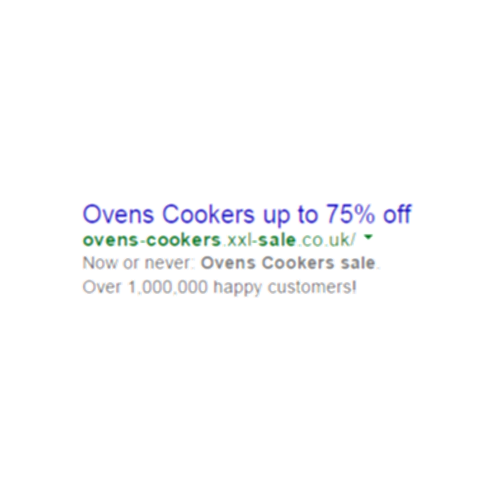 Ovens Cookers up to 75% off
ovens-cookers.xxl-sale.co.uk/
Now or never: Ovens Cookers sale.
Over 1,000,000 happy customers!